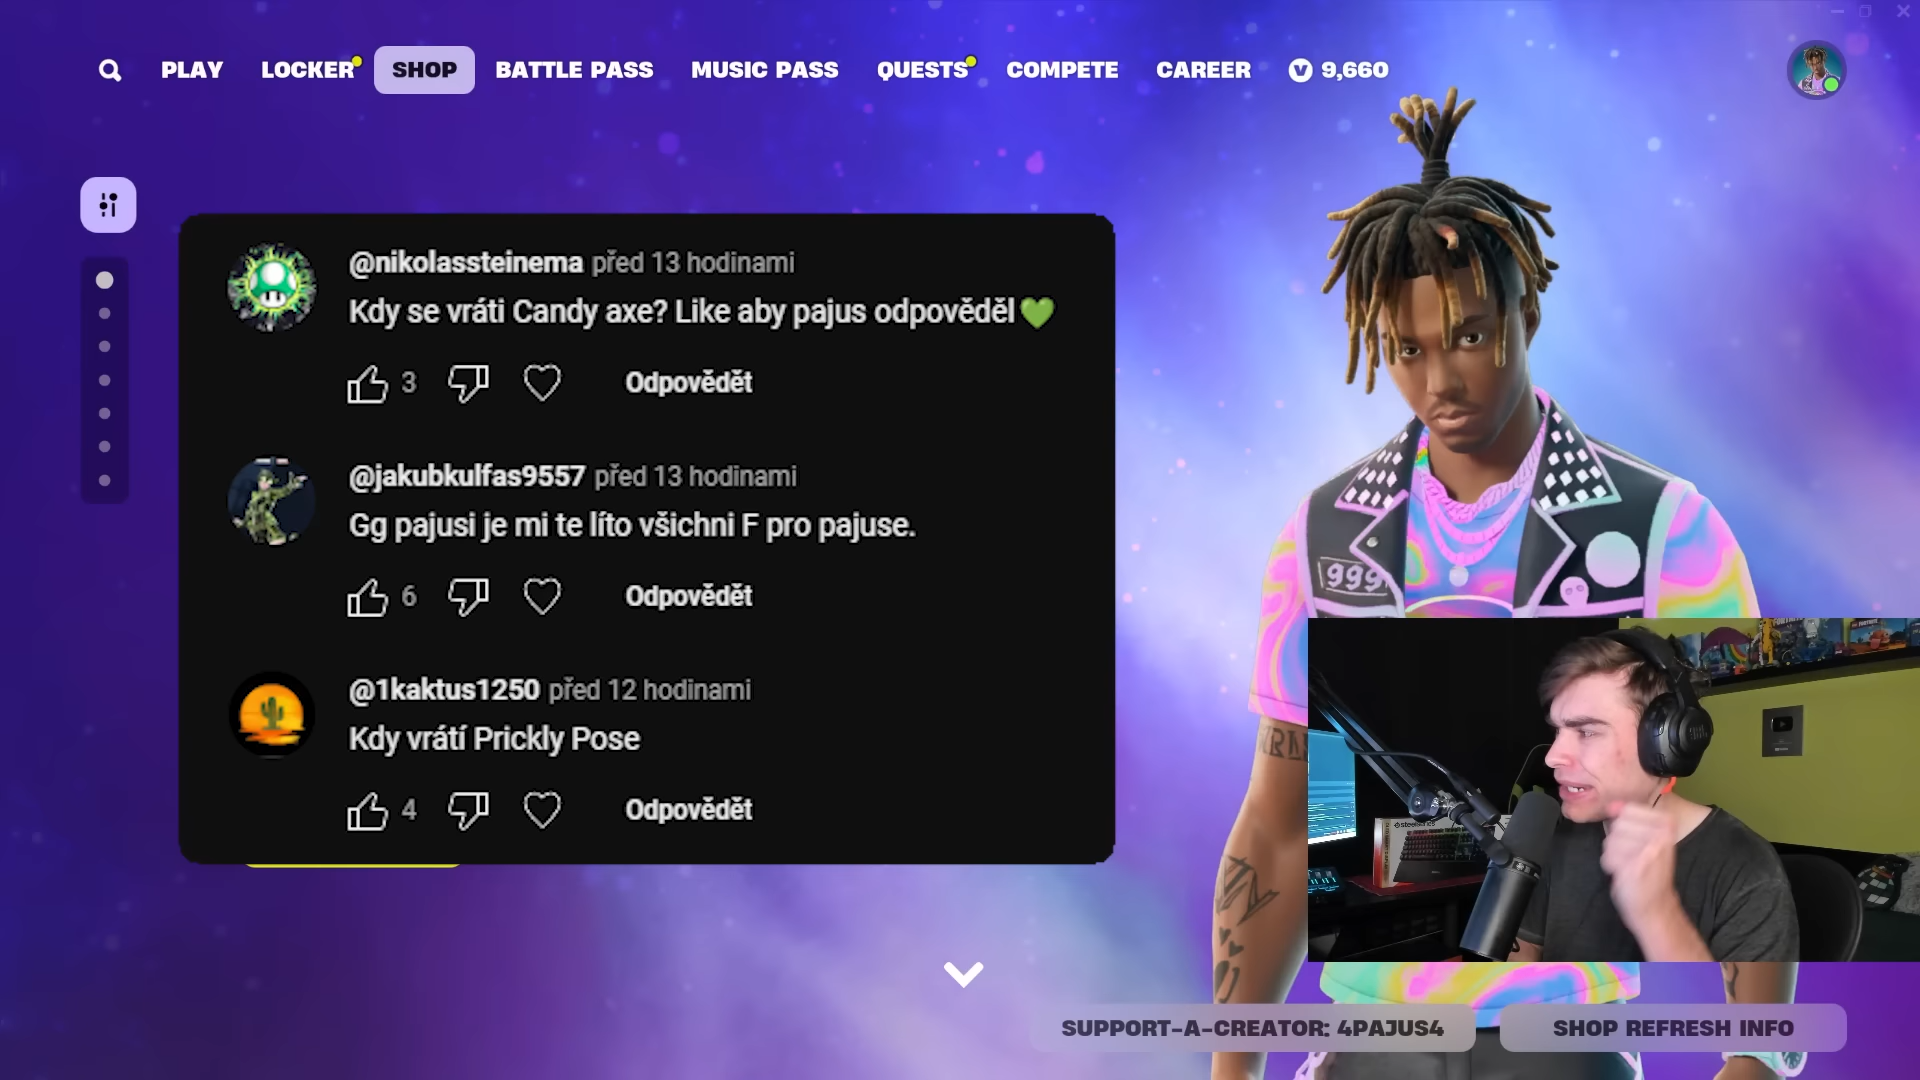 PLAY LOCKER SHOP BATTLE PASS MUSIC PASS QUESTS COMPETE CAREER 9,660
@nikolassteinema před 13 hodinami
Kdy se vráti Candy axe? Like aby pajus odpověděl💚
3 Odpovědět
@jakubkulfas9557 před 13 hodinami
Gg pajusi je mi te líto všichni F pro pajuse.
6 Odpovědět
@1kaktus1250 před 12 hodinami
Kdy vrátí Prickly Pose
4 Odpovědět
999
steelseries
SUPPORT-A-CREATOR: 4PAJUS4
SHOP REFRESH INFO